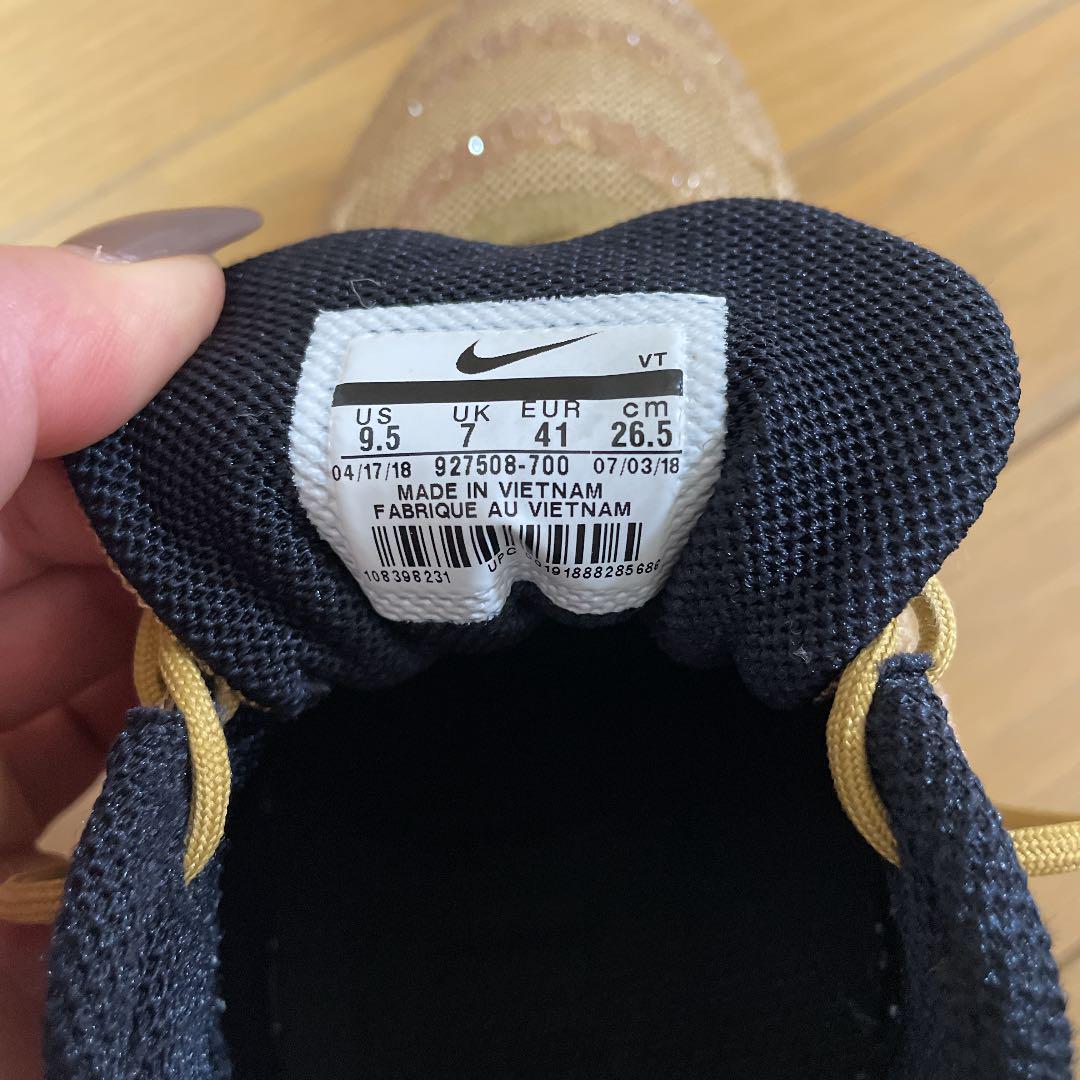 VT
US UK EUR cm
9.5 7 41 26.5
04/17/18 927508-700 07/03/18
MADE IN VIETNAM
FABRIQUE AU VIETNAM
108398231 UPC